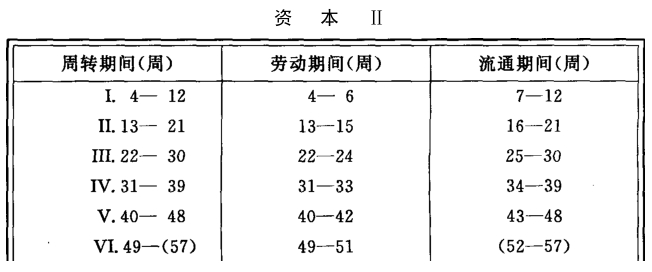 资 本 Ⅱ
周转期间(周) 劳动期间(周) 流通期间(周)
I. 4— 12 4— 6 7—12
II. 13— 21 13—15 16—21
III. 22— 30 22—24 25—30
IV. 31— 39 31—33 34—39
V. 40— 48 40—42 43—48
VI. 49—(57) 49—51 (52—57)